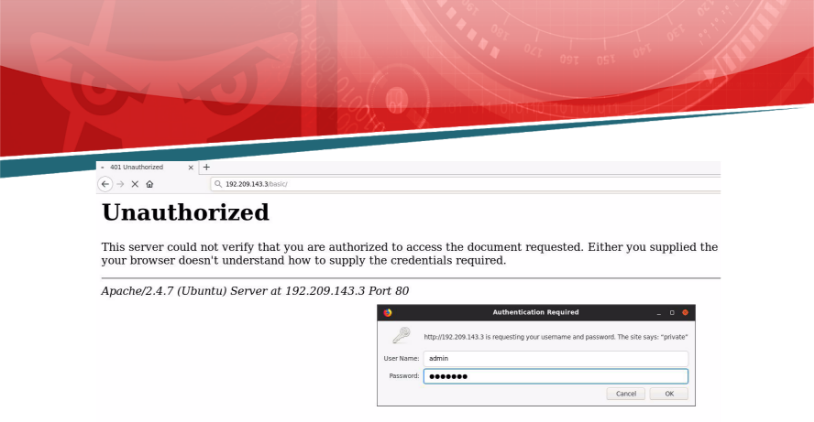 401 Unauthorized
192.209.143.3/basic/
Unauthorized
This server could not verify that you are authorized to access the document requested. Either you supplied the
your browser doesn't understand how to supply the credentials required.
Apache/2.4.7 (Ubuntu) Server at 192.209.143.3 Port 80
Authentication Required
http://192.209.143.3 is requesting your username and password. The site says: "private"
User Name: admin
Password: ●●●●●●●
Cancel OK